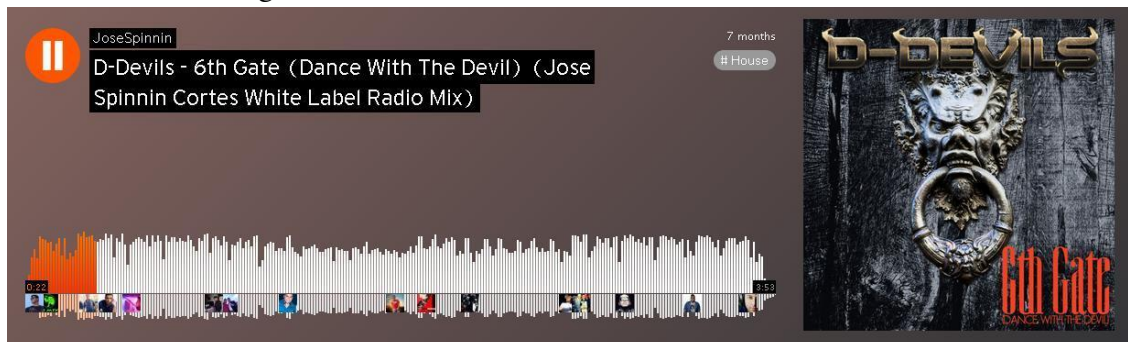 JoseSpinnin
7 months
D-Devils - 6th Gate (Dance With The Devil) (Jose
Spinnin Cortes White Label Radio Mix)
# House
0:22
3:53
D-DEVILS
6th Gate
DANCE WITH THE DEVIL